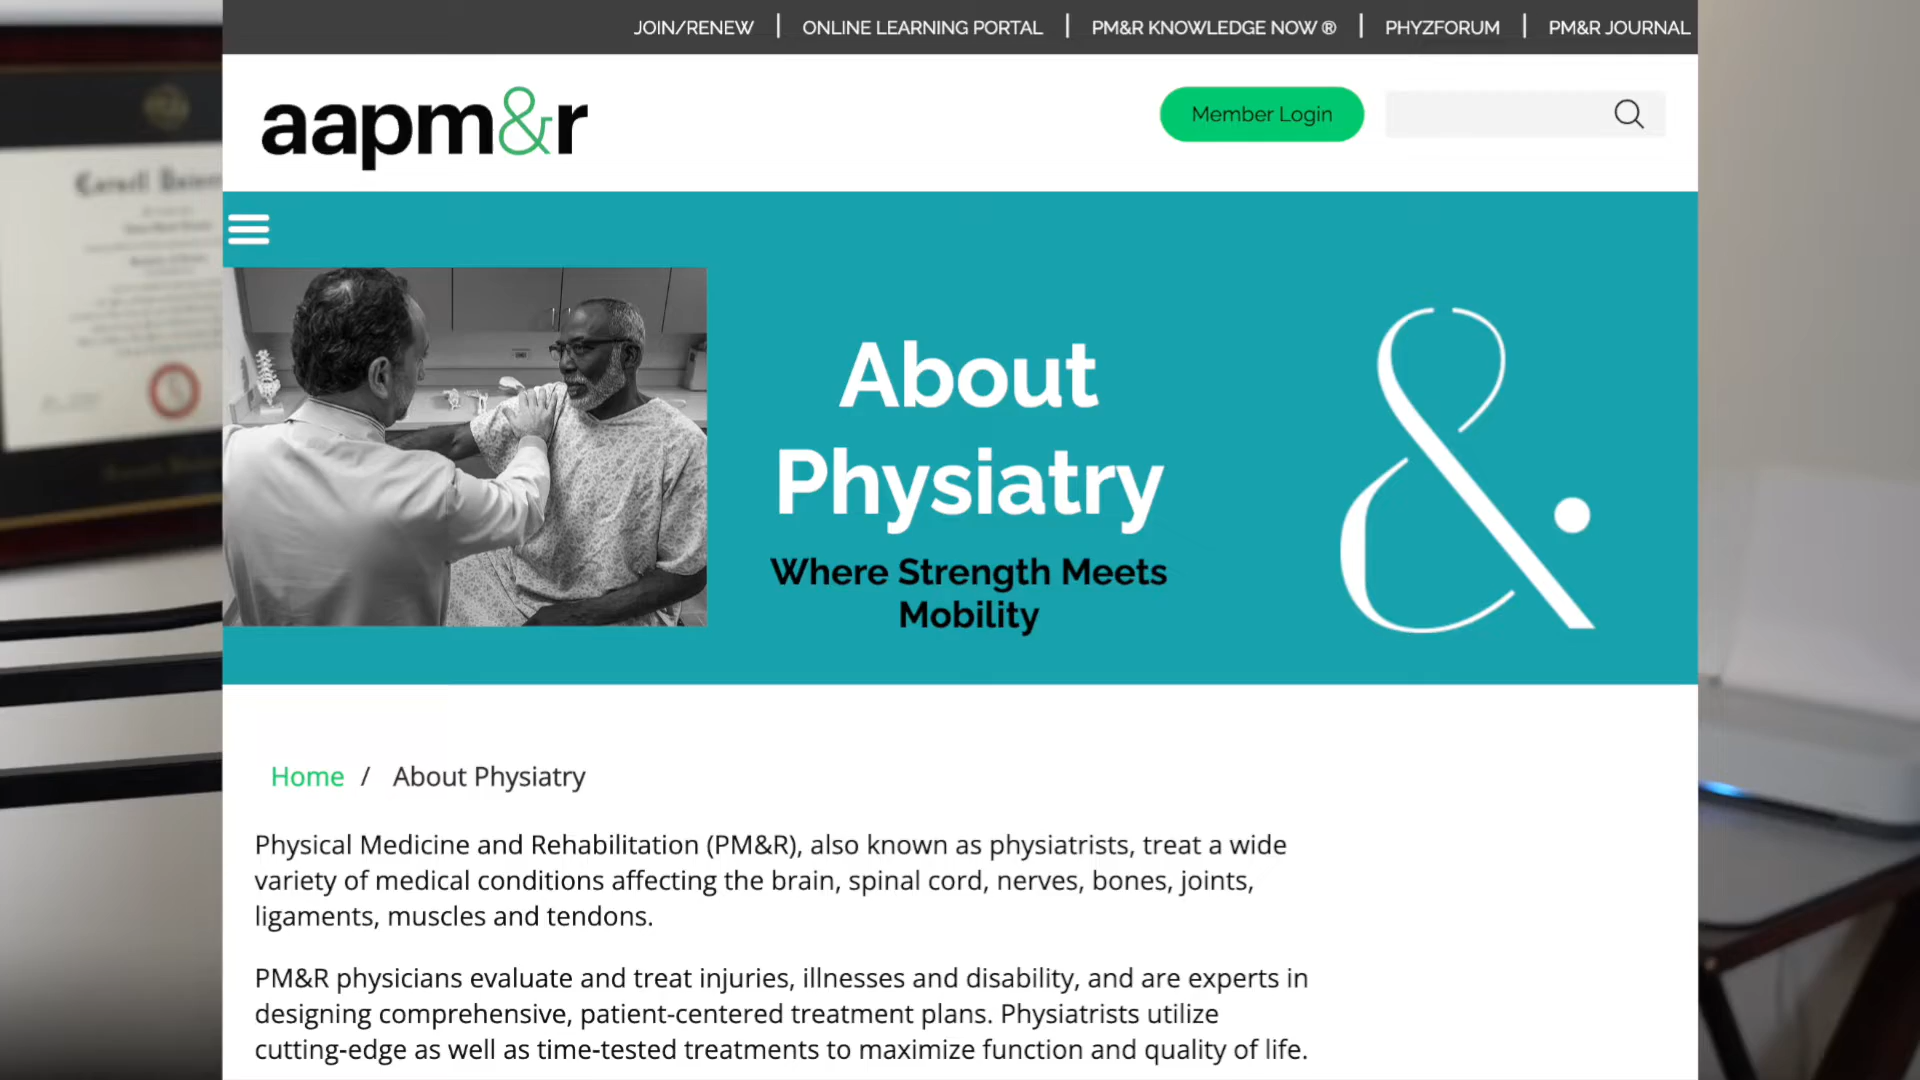 JOIN/RENEW | ONLINE LEARNING PORTAL | PM&R KNOWLEDGE NOW ® | PHYZFORUM | PM&R JOURNAL
aapm&r
Member Login
About
Physiatry
Where Strength Meets
Mobility
&.
Home / About Physiatry
Physical Medicine and Rehabilitation (PM&R), also known as physiatrists, treat a wide
variety of medical conditions affecting the brain, spinal cord, nerves, bones, joints,
ligaments, muscles and tendons.
PM&R physicians evaluate and treat injuries, illnesses and disability, and are experts in
designing comprehensive, patient-centered treatment plans. Physiatrists utilize
cutting-edge as well as time-tested treatments to maximize function and quality of life.